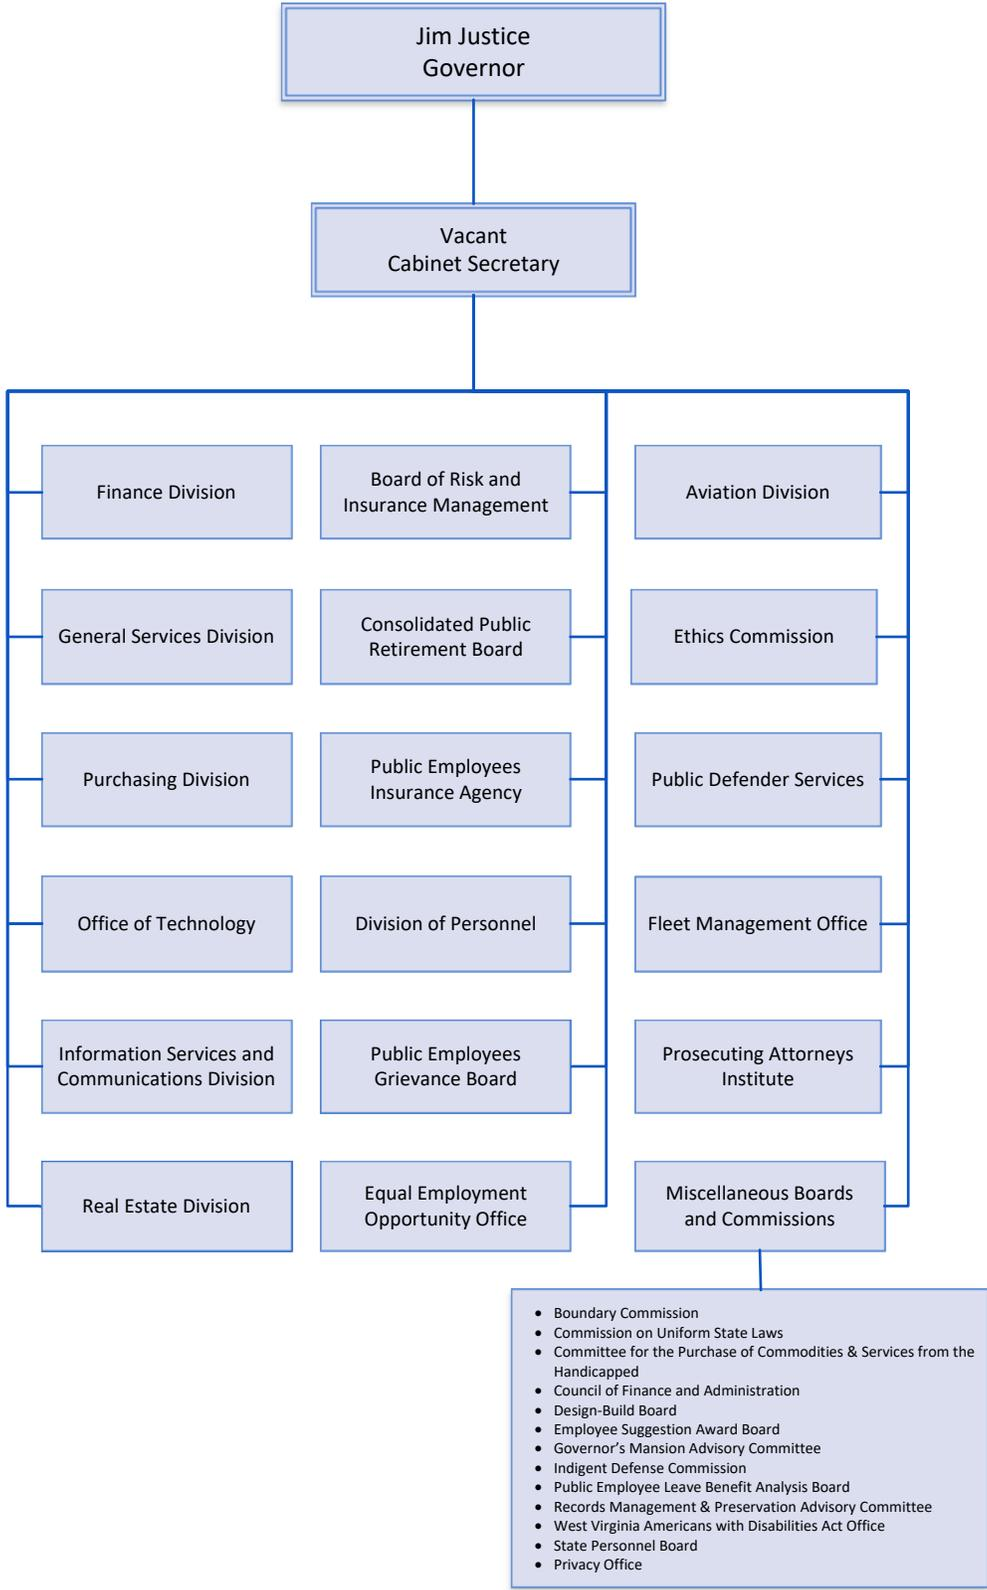 Jim Justice
Governor
Vacant
Cabinet Secretary
Finance Division
Board of Risk and
Insurance Management
Aviation Division
General Services Division
Consolidated Public
Retirement Board
Ethics Commission
Purchasing Division
Public Employees
Insurance Agency
Public Defender Services
Office of Technology
Division of Personnel
Fleet Management Office
Information Services and
Communications Division
Public Employees
Grievance Board
Prosecuting Attorneys
Institute
Real Estate Division
Equal Employment
Opportunity Office
Miscellaneous Boards
and Commissions
• Boundary Commission
• Commission on Uniform State Laws
• Committee for the Purchase of Commodities & Services from the
Handicapped
• Council of Finance and Administration
• Design-Build Board
• Employee Suggestion Award Board
• Governor’s Mansion Advisory Committee
• Indigent Defense Commission
• Public Employee Leave Benefit Analysis Board
• Records Management & Preservation Advisory Committee
• West Virginia Americans with Disabilities Act Office
• State Personnel Board
• Privacy Office